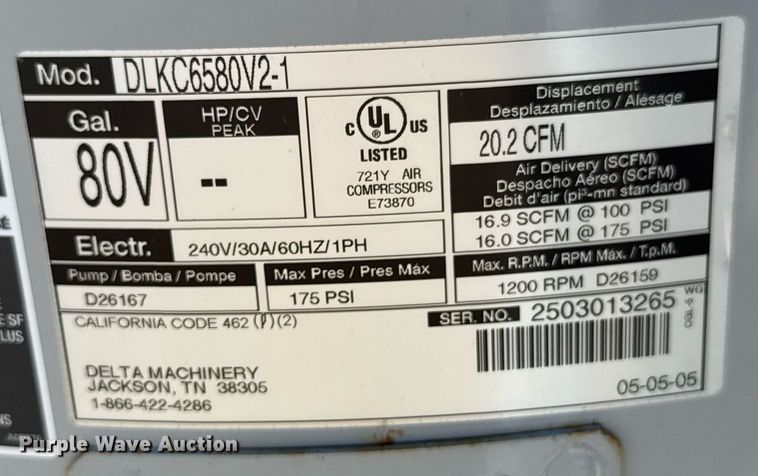 Mod. DLKC6580V2-1
Gal.
80V
HP/CV
PEAK
--
C UL US
®
LISTED
721Y AIR
COMPRESSORS
E73870
Displacement
Desplazamiento / Alésage
20.2 CFM
Air Delivery (SCFM)
Despacho Aéreo (SCFM)
Debit d'air (pi³-mn standard)
16.9 SCFM @ 100 PSI
16.0 SCFM @ 175 PSI
Electr. 240V/30A/60HZ/1PH
Pump / Bomba / Pompe
D26167
Max Pres / Pres Máx
175 PSI
Max. R.P.M. / RPM Máx. / T.p.M.
1200 RPM D26159
CALIFORNIA CODE 462 (l)(2)
SER. NO. 2503013265
DELTA MACHINERY
JACKSON, TN 38305
1-866-422-4286
05-05-05
SF
LUS
NS
Purple Wave Auction